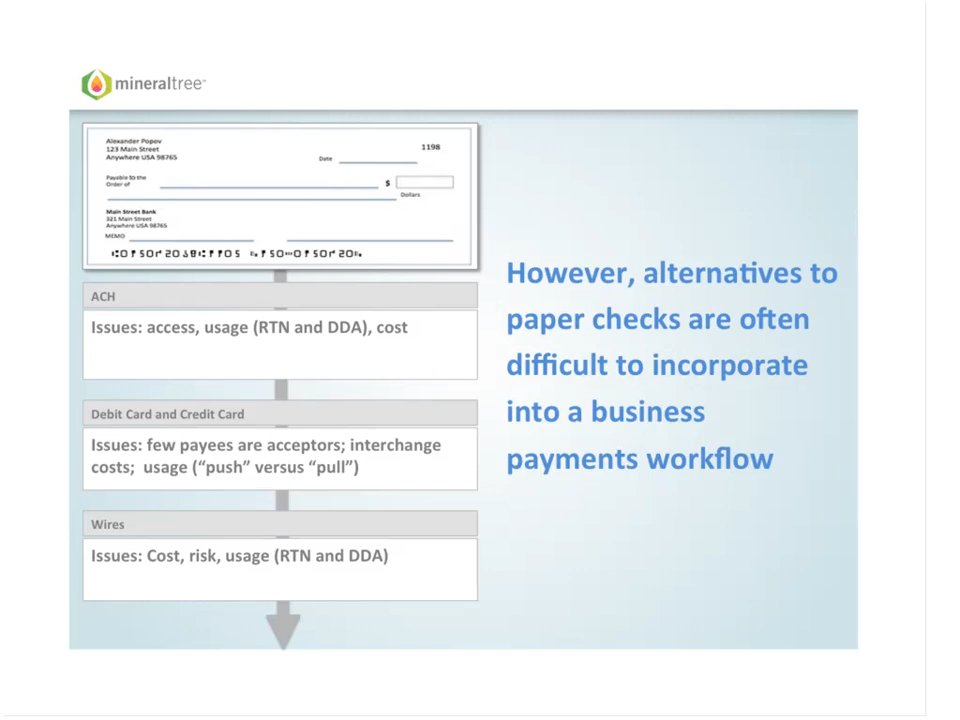 mineraltree™
Alexander Popov
123 Main Street
Anywhere USA 98765
1198
Date
Payable to the
Order of
$
Dollars
Main Street Bank
321 Main Street
Anywhere USA 98765
MEMO
ACH
Issues: access, usage (RTN and DDA), cost
Debit Card and Credit Card
Issues: few payees are acceptors; interchange
costs;  usage (“push” versus “pull”)
Wires
Issues: Cost, risk, usage (RTN and DDA)
However, alternatives to
paper checks are often
difficult to incorporate
into a business
payments workflow